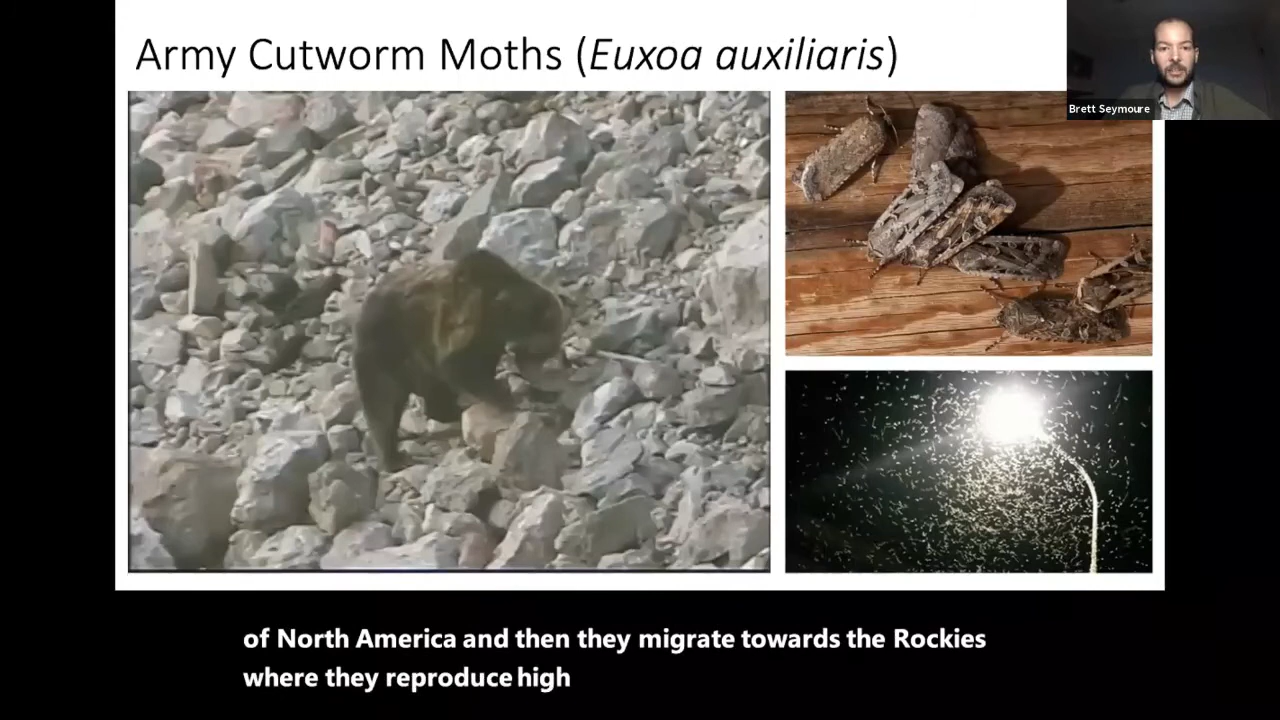 Army Cutworm Moths (Euxoa auxiliaris)
Brett Seymoure
of North America and then they migrate towards the Rockies
where they reproduce high